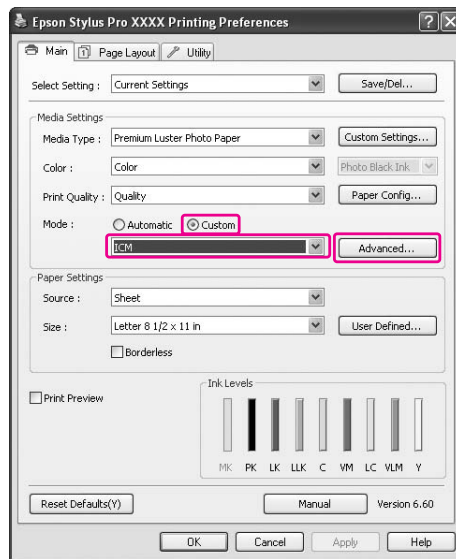 Epson Stylus Pro XXXX Printing Preferences
Main Page Layout Utility
Select Setting : Current Settings Save/Del...
Media Settings
Media Type : Premium Luster Photo Paper Custom Settings...
Color : Color Photo Black Ink
Print Quality : Quality Paper Config...
Mode : Automatic Custom
ICM Advanced...
Paper Settings
Source : Sheet
Size : Letter 8 1/2 x 11 in User Defined...
Borderless
Print Preview
Ink Levels
MK PK LK LLK C VM LC VLM Y
Reset Defaults(Y) Manual Version 6.60
OK Cancel Apply Help